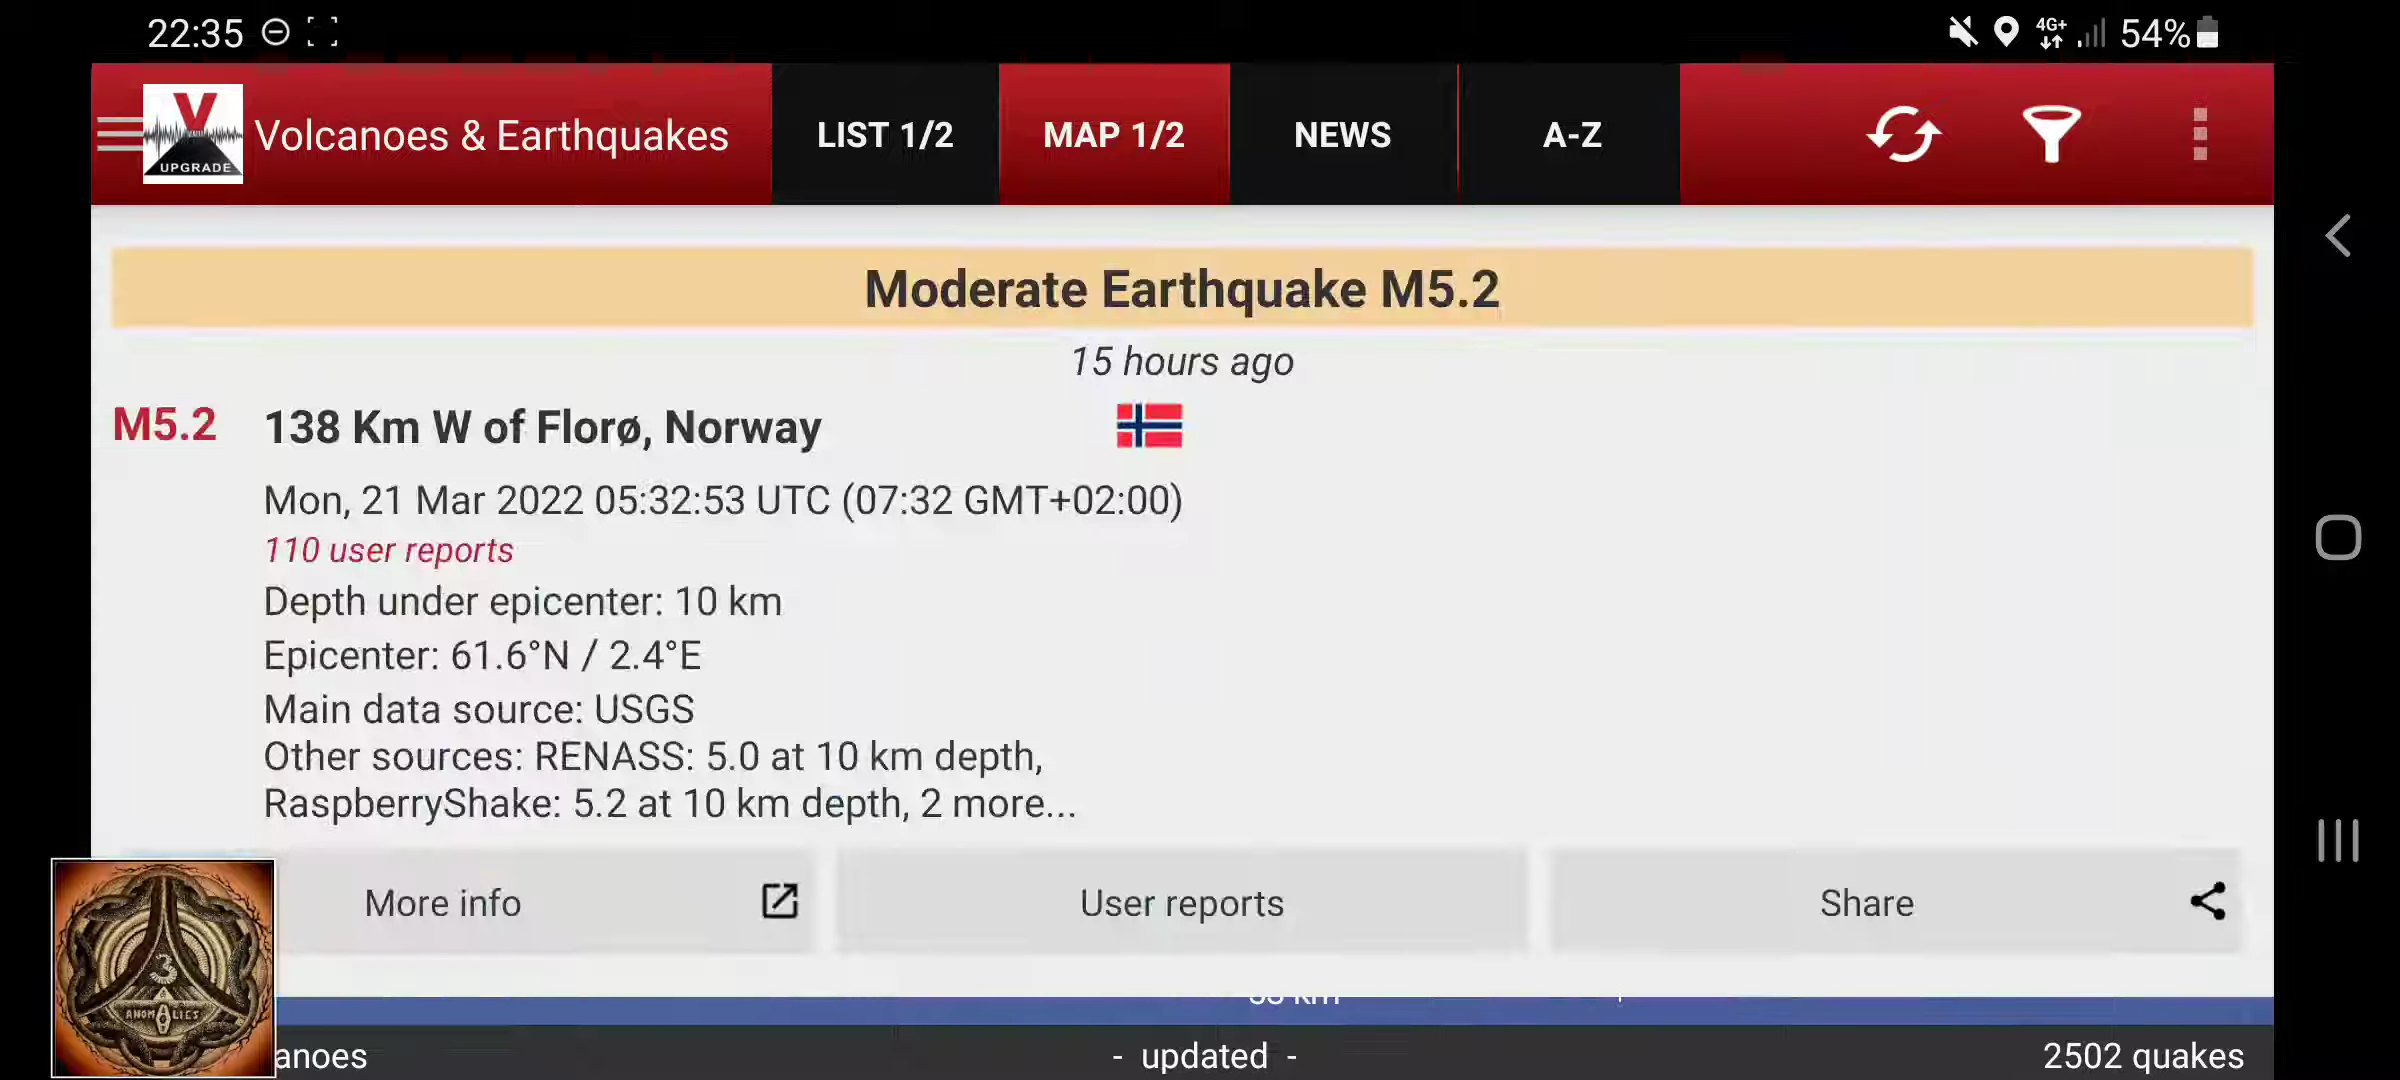 22:35
4G+
54%
V
UPGRADE
Volcanoes & Earthquakes
LIST 1/2
MAP 1/2
NEWS
A-Z
Moderate Earthquake M5.2
15 hours ago
M5.2
138 Km W of Florø, Norway
Mon, 21 Mar 2022 05:32:53 UTC (07:32 GMT+02:00)
110 user reports
Depth under epicenter: 10 km
Epicenter: 61.6°N / 2.4°E
Main data source: USGS
Other sources: RENASS: 5.0 at 10 km depth,
RaspberryShake: 5.2 at 10 km depth, 2 more...
More info
User reports
Share
3
ANOMALIES
km
anoes
- updated -
2502 quakes